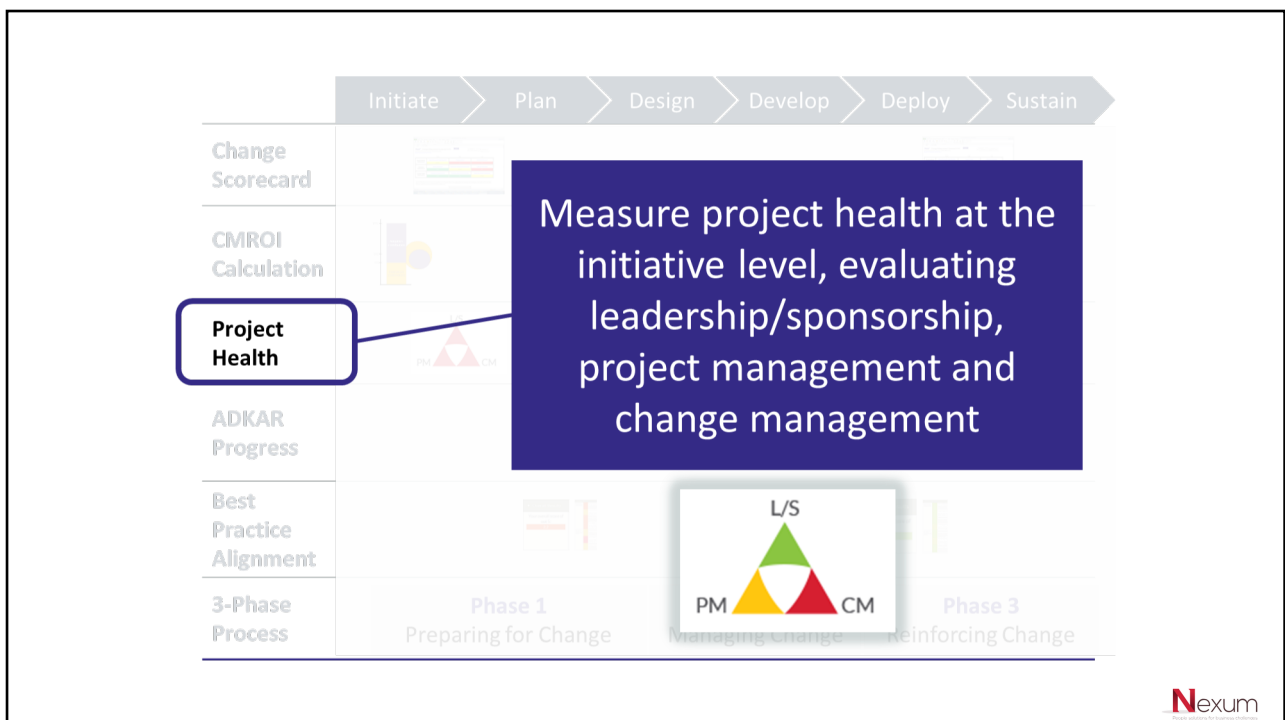 Initiate Plan Design Develop Deploy Sustain
Change
Scorecard
CMROI
Calculation
Project
Health
PM CM
Measure project health at the
initiative level, evaluating
leadership/sponsorship,
project management and
change management
ADKAR
Progress
Best
Practice
Alignment
L/S
PM CM
3-Phase
Process
Phase 1
Preparing for Change
Managing Change
Phase 3
Reinforcing Change
Nexum